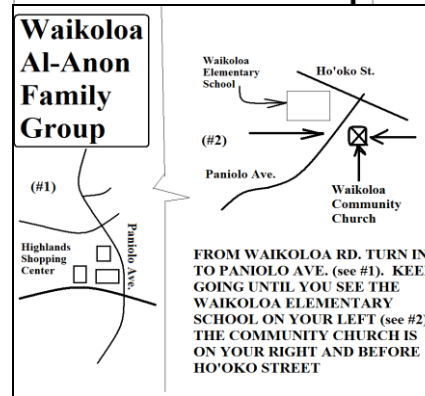 Waikoloa
Al-Anon
Family
Group
(#1)
Highlands
Shopping
Center
Paniolo Ave.
Waikoloa
Elementary
School
Ho'oko St.
(#2)
Paniolo Ave.
Waikoloa
Community
Church
FROM WAIKOLOA RD. TURN IN
TO PANIOLO AVE. (see #1). KEE
GOING UNTIL YOU SEE THE
WAIKOLOA ELEMENTARY
SCHOOL ON YOUR LEFT (see #2)
THE COMMUNITY CHURCH IS
ON YOUR RIGHT AND BEFORE
HO'OKO STREET